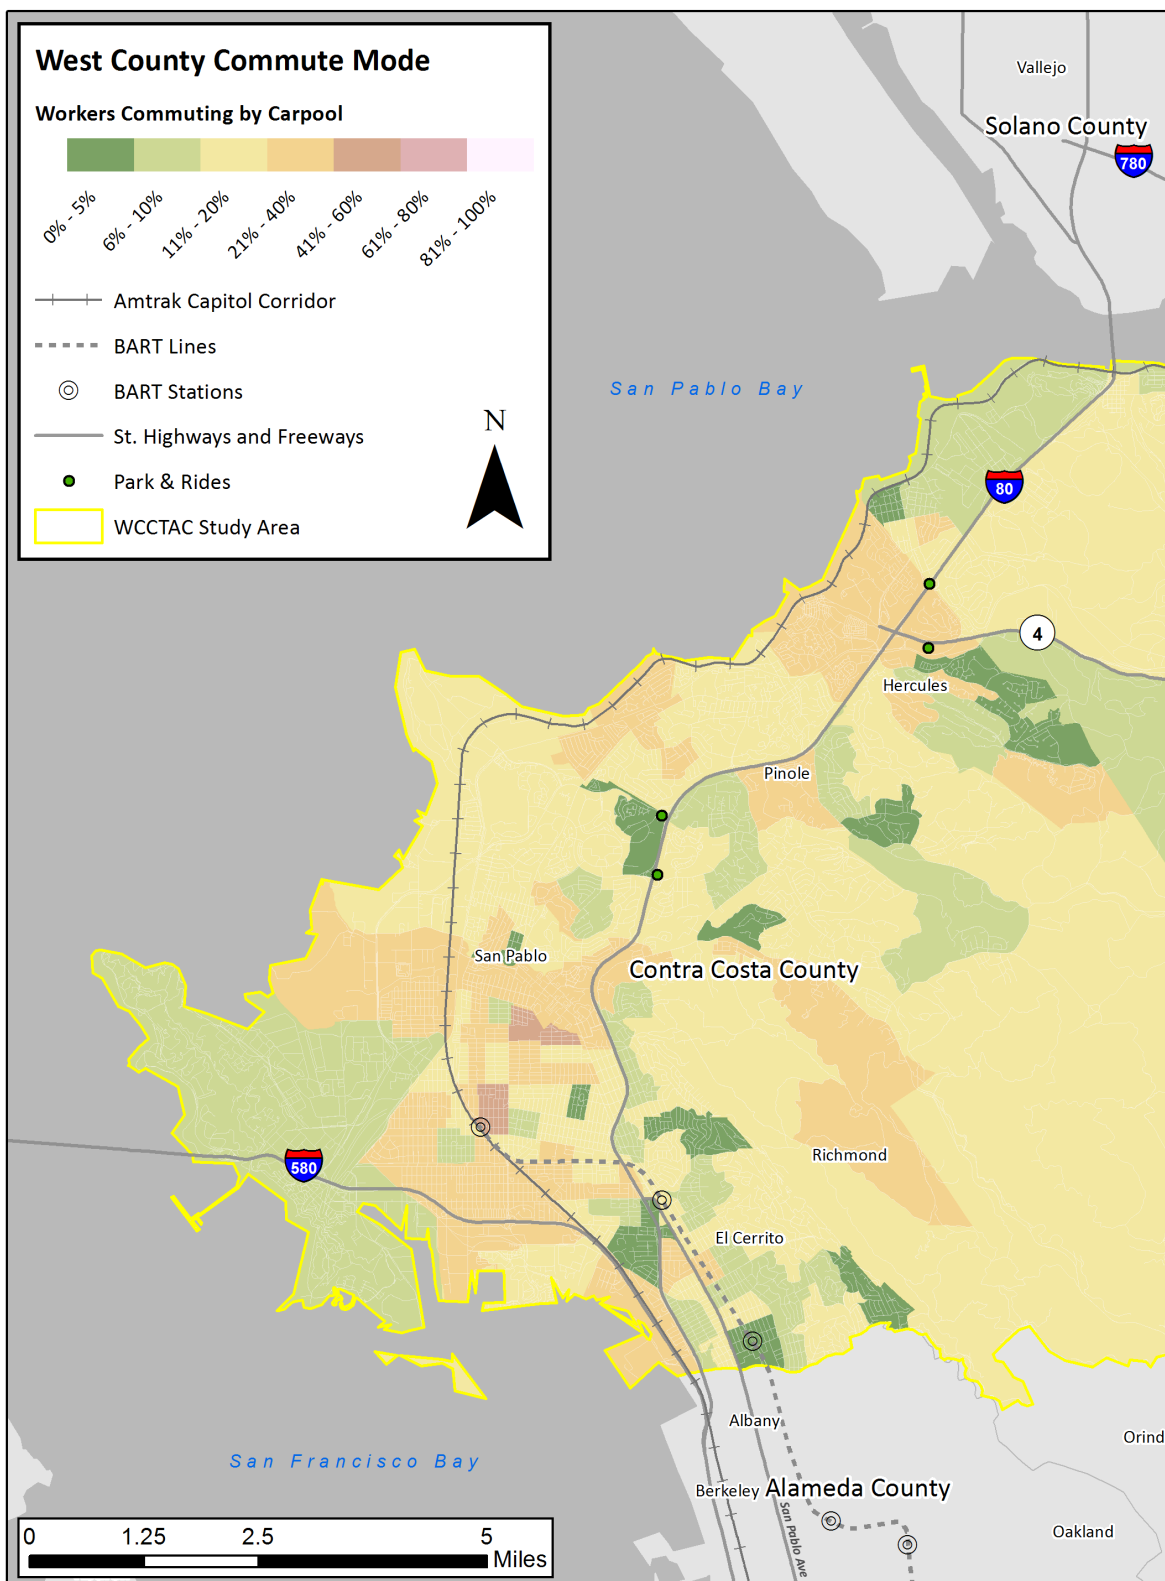 West County Commute Mode
Workers Commuting by Carpool
0% - 5%
6% - 10%
11% - 20%
21% - 40%
41% - 60%
61% - 80%
81% - 100%
Amtrak Capitol Corridor
BART Lines
BART Stations
St. Highways and Freeways
Park & Rides
WCCTAC Study Area
N
Vallejo
Solano County
780
San Pablo Bay
80
4
Hercules
Pinole
San Pablo
Contra Costa County
Richmond
580
El Cerrito
Albany
Orind
San Francisco Bay
Berkeley
Alameda County
San Pablo Ave
Oakland
0 1.25 2.5 5
Miles